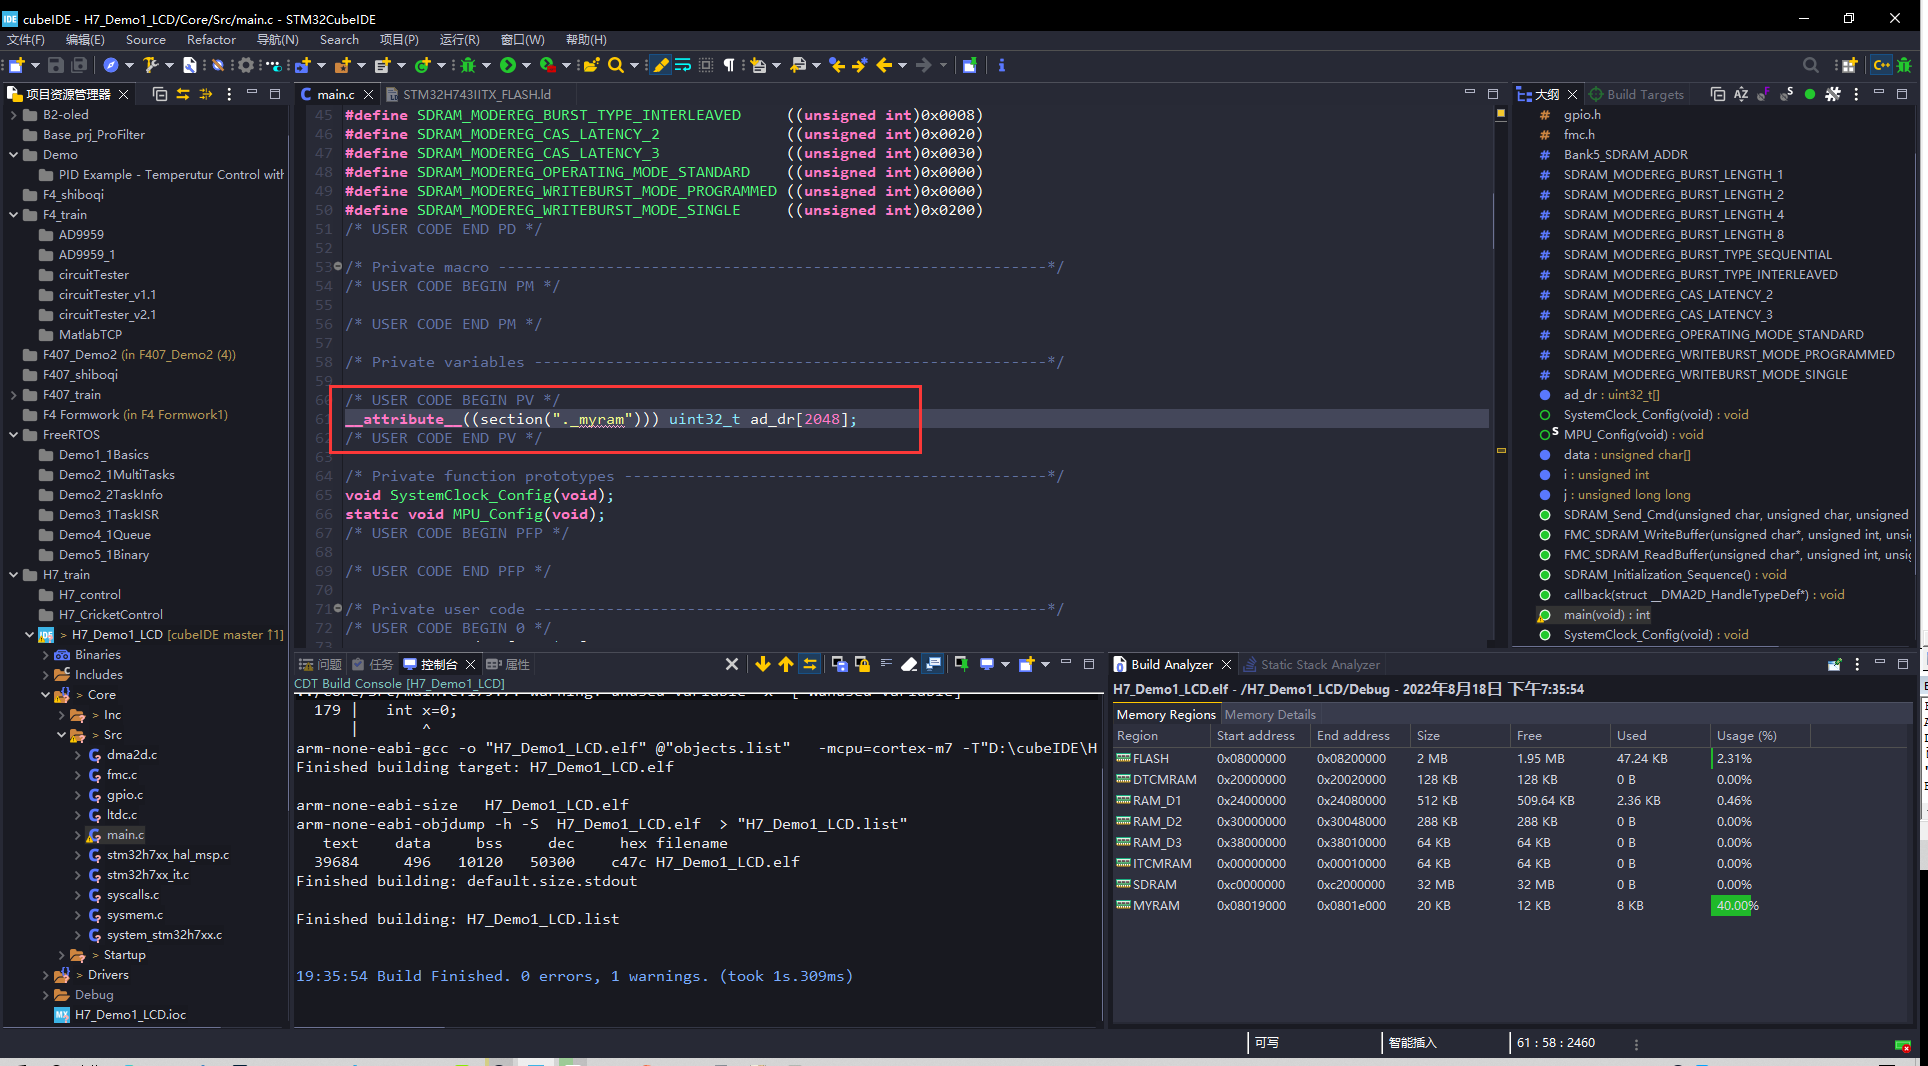 cubeIDE - H7_Demo1_LCD/Core/Src/main.c - STM32CubeIDE
文件(F) 编辑(E) Source Refactor 导航(N) Search 项目(P) 运行(R) 窗口(W) 帮助(H)
项目资源管理器
B2-oled
Base_prj_ProFilter
Demo
PID Example - Temperutur Control with
F4_shiboqi
F4_train
AD9959
AD9959_1
circuitTester
circuitTester_v1.1
circuitTester_v2.1
MatlabTCP
F407_Demo2 (in F407_Demo2 (4))
F407_shiboqi
F407_train
F4 Formwork (in F4 Formwork1)
FreeRTOS
Demo1_1Basics
Demo2_1MultiTasks
Demo2_2TaskInfo
Demo3_1TaskISR
Demo4_1Queue
Demo5_1Binary
H7_train
H7_control
H7_CricketControl
> H7_Demo1_LCD [cubeIDE master ↑1]
Binaries
Includes
> Core
> Inc
> Src
dma2d.c
fmc.c
gpio.c
ltdc.c
main.c
stm32h7xx_hal_msp.c
stm32h7xx_it.c
syscalls.c
sysmem.c
system_stm32h7xx.c
> Startup
> Drivers
Debug
H7_Demo1_LCD.ioc
main.c STM32H743IITX_FLASH.ld
45 #define SDRAM_MODEREG_BURST_TYPE_INTERLEAVED ((unsigned int)0x0008)
46 #define SDRAM_MODEREG_CAS_LATENCY_2 ((unsigned int)0x0020)
47 #define SDRAM_MODEREG_CAS_LATENCY_3 ((unsigned int)0x0030)
48 #define SDRAM_MODEREG_OPERATING_MODE_STANDARD ((unsigned int)0x0000)
49 #define SDRAM_MODEREG_WRITEBURST_MODE_PROGRAMMED ((unsigned int)0x0000)
50 #define SDRAM_MODEREG_WRITEBURST_MODE_SINGLE ((unsigned int)0x0200)
51 /* USER CODE END PD */
52
53 /* Private macro -------------------------------------------------------------*/
54 /* USER CODE BEGIN PM */
55
56 /* USER CODE END PM */
57
58 /* Private variables ---------------------------------------------------------*/
59
60 /* USER CODE BEGIN PV */
61 __attribute__((section("._myram"))) uint32_t ad_dr[2048];
62 /* USER CODE END PV */
63
64 /* Private function prototypes -----------------------------------------------*/
65 void SystemClock_Config(void);
66 static void MPU_Config(void);
67 /* USER CODE BEGIN PFP */
68
69 /* USER CODE END PFP */
70
71 /* Private user code ---------------------------------------------------------*/
72 /* USER CODE BEGIN 0 */
大纲 Build Targets
gpio.h
fmc.h
Bank5_SDRAM_ADDR
SDRAM_MODEREG_BURST_LENGTH_1
SDRAM_MODEREG_BURST_LENGTH_2
SDRAM_MODEREG_BURST_LENGTH_4
SDRAM_MODEREG_BURST_LENGTH_8
SDRAM_MODEREG_BURST_TYPE_SEQUENTIAL
SDRAM_MODEREG_BURST_TYPE_INTERLEAVED
SDRAM_MODEREG_CAS_LATENCY_2
SDRAM_MODEREG_CAS_LATENCY_3
SDRAM_MODEREG_OPERATING_MODE_STANDARD
SDRAM_MODEREG_WRITEBURST_MODE_PROGRAMMED
SDRAM_MODEREG_WRITEBURST_MODE_SINGLE
ad_dr : uint32_t[]
SystemClock_Config(void) : void
MPU_Config(void) : void
data : unsigned char[]
i : unsigned int
j : unsigned long long
SDRAM_Send_Cmd(unsigned char, unsigned char, unsigned
FMC_SDRAM_WriteBuffer(unsigned char*, unsigned int, unsi
FMC_SDRAM_ReadBuffer(unsigned char*, unsigned int, unsi
SDRAM_Initialization_Sequence() : void
callback(struct __DMA2D_HandleTypeDef*) : void
main(void) : int
SystemClock_Config(void) : void
问题 任务 控制台 属性
CDT Build Console [H7_Demo1_LCD]
179 | int x=0;
| ^
arm-none-eabi-gcc -o "H7_Demo1_LCD.elf" @"objects.list" -mcpu=cortex-m7 -T"D:\cubeIDE\H
Finished building target: H7_Demo1_LCD.elf
arm-none-eabi-size H7_Demo1_LCD.elf
arm-none-eabi-objdump -h -S H7_Demo1_LCD.elf > "H7_Demo1_LCD.list"
text data bss dec hex filename
39684 496 10120 50300 c47c H7_Demo1_LCD.elf
Finished building: default.size.stdout
Finished building: H7_Demo1_LCD.list
19:35:54 Build Finished. 0 errors, 1 warnings. (took 1s.309ms)
Build Analyzer Static Stack Analyzer
H7_Demo1_LCD.elf - /H7_Demo1_LCD/Debug - 2022年8月18日 下午7:35:54
Memory Regions Memory Details
Region Start address End address Size Free Used Usage (%)
FLASH 0x08000000 0x08200000 2 MB 1.95 MB 47.24 KB 2.31%
DTCMRAM 0x20000000 0x20020000 128 KB 128 KB 0 B 0.00%
RAM_D1 0x24000000 0x24080000 512 KB 509.64 KB 2.36 KB 0.46%
RAM_D2 0x30000000 0x30048000 288 KB 288 KB 0 B 0.00%
RAM_D3 0x38000000 0x38010000 64 KB 64 KB 0 B 0.00%
ITCMRAM 0x00000000 0x00010000 64 KB 64 KB 0 B 0.00%
SDRAM 0xc0000000 0xc2000000 32 MB 32 MB 0 B 0.00%
MYRAM 0x08019000 0x0801e000 20 KB 12 KB 8 KB 40.00%
可写 智能插入 61 : 58 : 2460